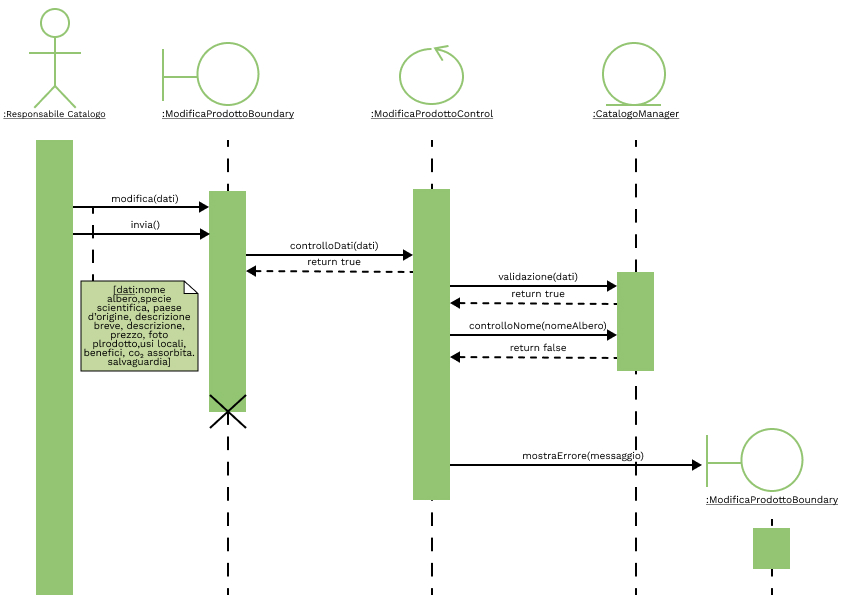 :Responsabile Catalogo
:ModificaProdottoBoundary
:ModificaProdottoControl
:CatalogoManager
modifica(dati)
invia()
controlloDati(dati)
return true
validazione(dati)
return true
controlloNome(nomeAlbero)
return false
[dati:nome
albero,specie
scientifica, paese
d'origine, descrizione
breve, descrizione,
prezzo, foto
plrodotto,usi locali,
benefici, co₂ assorbita.
salvaguardia]
mostraErrore(messaggio)
:ModificaProdottoBoundary